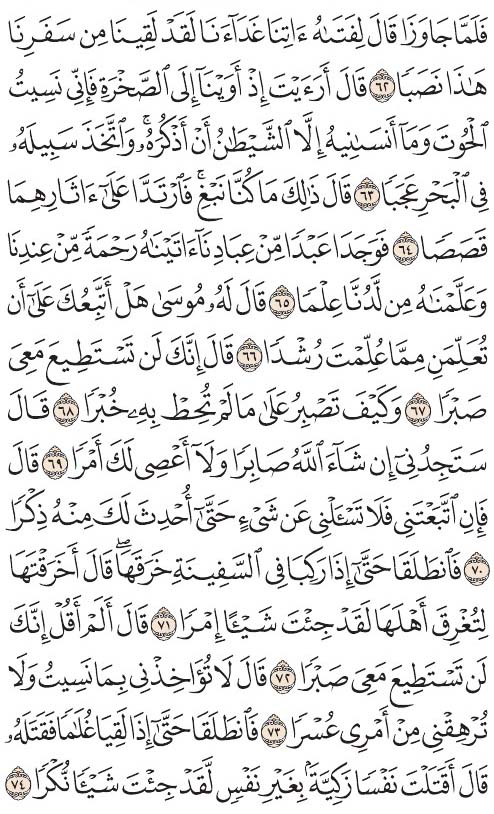 فَلَمَّا جَاوَزَا قَالَ لِفَتَىٰهُ ءَاتِنَا غَدَآءَنَا لَقَدْ لَقِينَا مِن سَفَرِنَا
هَـٰذَا نَصَبًا ٦٢ قَالَ أَرَءَيْتَ إِذْ أَوَيْنَآ إِلَى ٱلصَّخْرَةِ فَإِنِّى نَسِيتُ
ٱلْحُوتَ وَمَآ أَنسَىٰنِيهُ إِلَّا ٱلشَّيْطَـٰنُ أَنْ أَذْكُرَهُۥۚ وَٱتَّخَذَ سَبِيلَهُۥ
فِى ٱلْبَحْرِ عَجَبًا ٦٣ قَالَ ذَٰلِكَ مَا كُنَّا نَبْغِۚ فَٱرْتَدَّا عَلَىٰٓ ءَاثَارِهِمَا
قَصَصًا ٦٤ فَوَجَدَا عَبْدًا مِّنْ عِبَادِنَآ ءَاتَيْنَـٰهُ رَحْمَةً مِّنْ عِندِنَا
وَعَلَّمْنَـٰهُ مِن لَّدُنَّا عِلْمًا ٦٥ قَالَ لَهُۥ مُوسَىٰ هَلْ أَتَّبِعُكَ عَلَىٰٓ أَن
تُعَلِّمَنِ مِمَّا عُلِّمْتَ رُشْدًا ٦٦ قَالَ إِنَّكَ لَن تَسْتَطِيعَ مَعِىَ
صَبْرًا ٦٧ وَكَيْفَ تَصْبِرُ عَلَىٰ مَا لَمْ تُحِطْ بِهِۦ خُبْرًا ٦٨ قَالَ
سَتَجِدُنِىٓ إِن شَآءَ ٱللَّهُ صَابِرًا وَلَآ أَعْصِى لَكَ أَمْرًا ٦٩ قَالَ
فَإِنِ ٱتَّبَعْتَنِى فَلَا تَسْـَٔلْنِى عَن شَىْءٍ حَتَّىٰٓ أُحْدِثَ لَكَ مِنْهُ ذِكْرًا
٧٠ فَٱنطَلَقَا حَتَّىٰٓ إِذَا رَكِبَا فِى ٱلسَّفِينَةِ خَرَقَهَاۖ قَالَ أَخَرَقْتَهَا
لِتُغْرِقَ أَهْلَهَا لَقَدْ جِئْتَ شَيْـًٔا إِمْرًا ٧١ قَالَ أَلَمْ أَقُلْ إِنَّكَ
لَن تَسْتَطِيعَ مَعِىَ صَبْرًا ٧٢ قَالَ لَا تُؤَاخِذْنِى بِمَا نَسِيتُ وَلَا
تُرْهِقْنِى مِنْ أَمْرِى عُسْرًا ٧٣ فَٱنطَلَقَا حَتَّىٰٓ إِذَا لَقِيَا غُلَـٰمًا فَقَتَلَهُۥ
قَالَ أَقَتَلْتَ نَفْسًا زَكِيَّةًۢ بِغَيْرِ نَفْسٍ لَّقَدْ جِئْتَ شَيْـًٔا نُّكْرًا ٧٤